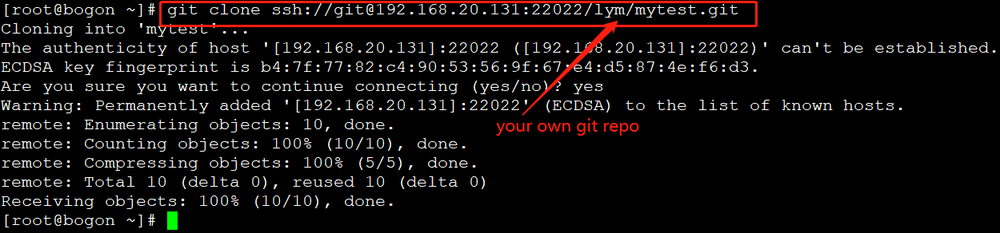 [root@bogon ~]# git clone ssh://git@192.168.20.131:22022/lym/mytest.git
Cloning into 'mytest'...
The authenticity of host '[192.168.20.131]:22022 ([192.168.20.131]:22022)' can't be established.
ECDSA key fingerprint is b4:7f:77:82:c4:90:53:56:9f:67:e4:d5:87:4e:f6:d3.
Are you sure you want to continue connecting (yes/no)? yes
Warning: Permanently added '[192.168.20.131]:22022' (ECDSA) to the list of known hosts.
remote: Enumerating objects: 10, done.
your own git repo
remote: Counting objects: 100% (10/10), done.
remote: Compressing objects: 100% (5/5), done.
remote: Total 10 (delta 0), reused 10 (delta 0)
Receiving objects: 100% (10/10), done.
[root@bogon ~]#